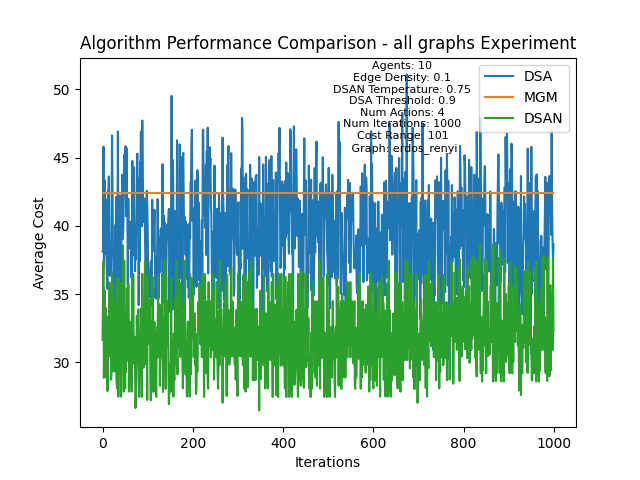 Algorithm Performance Comparison - all graphs Experiment
Agents: 10
Edge Density: 0.1
DSAN Temperature: 0.75
DSA Threshold: 0.9
Num Actions: 4
Num Iterations: 1000
Cost Range: 101
Graph: erdos_renyi
DSA
MGM
DSAN
50
45
40
35
30
Average Cost
0
200
400
600
800
1000
Iterations